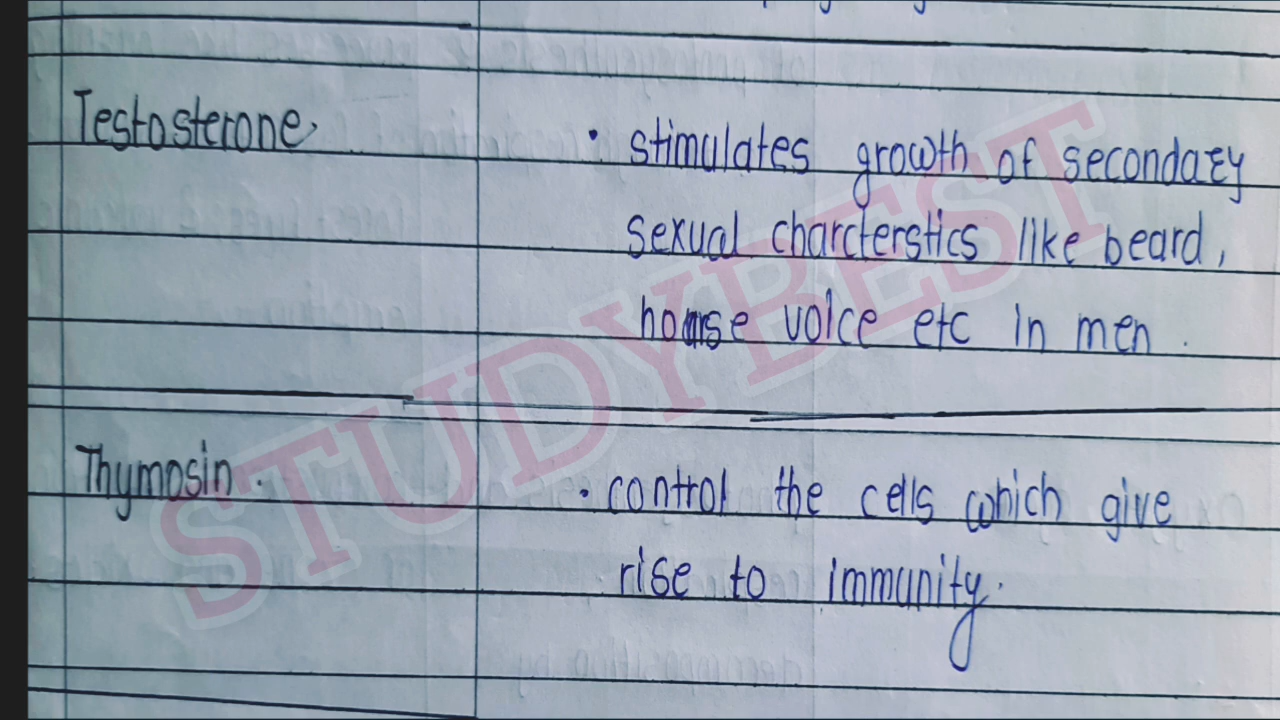 Testosterone
• stimulates growth of secondary
sexual charcterstics like beard,
hoarse voice etc in men.
Thymosin.
• control the cells which give
rise to immunity.
STUDYBEST